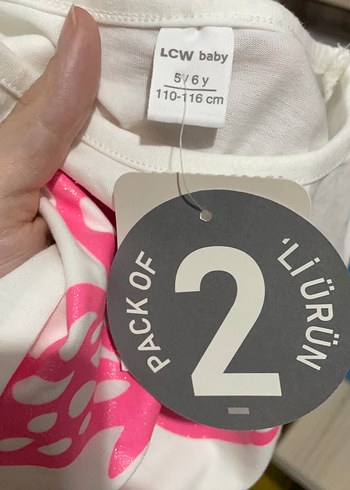 LCW baby
5/6 y
110-116 cm
PACK OF
2
'Lİ ÜRÜN